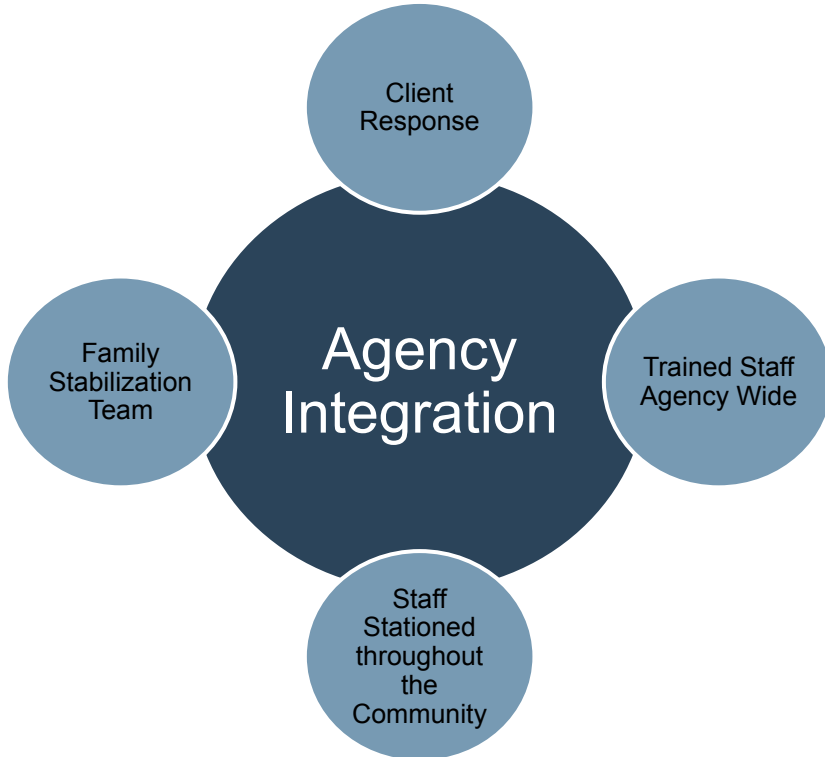 Client
Response
Agency
Integration
Family
Stabilization
Team
Trained Staff
Agency Wide
Staff
Stationed
throughout
the
Community